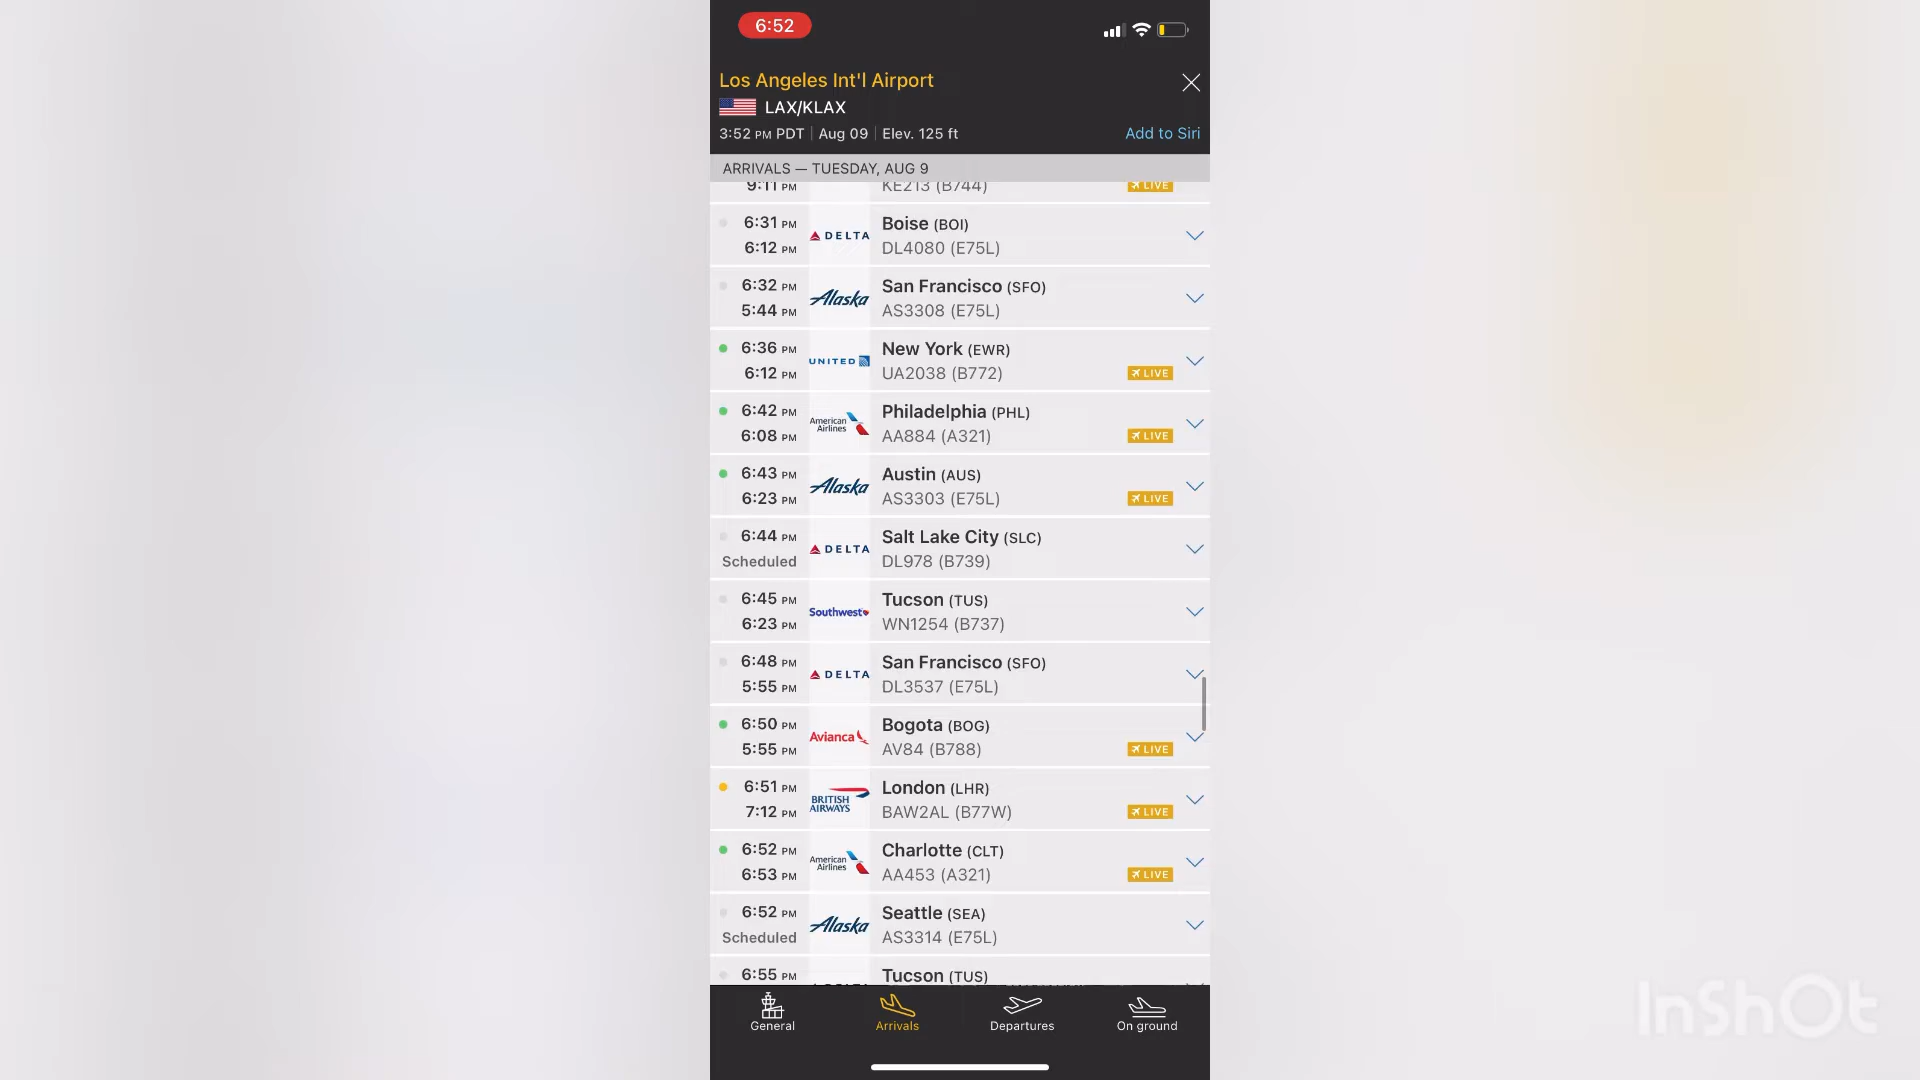 6:52
Los Angeles Int'l Airport
LAX/KLAX
3:52 PM PDT | Aug 09 | Elev. 125 ft
Add to Siri
ARRIVALS — TUESDAY, AUG 9
9:11 PM KE213 (B744) LIVE
6:31 PM Boise (BOI)
DELTA
6:12 PM DL4080 (E75L)
6:32 PM San Francisco (SFO)
Alaska
5:44 PM AS3308 (E75L)
6:36 PM New York (EWR)
UNITED
6:12 PM UA2038 (B772) LIVE
6:42 PM Philadelphia (PHL)
American Airlines
6:08 PM AA884 (A321) LIVE
6:43 PM Austin (AUS)
Alaska
6:23 PM AS3303 (E75L) LIVE
6:44 PM Salt Lake City (SLC)
DELTA
Scheduled DL978 (B739)
6:45 PM Tucson (TUS)
Southwest
6:23 PM WN1254 (B737)
6:48 PM San Francisco (SFO)
DELTA
5:55 PM DL3537 (E75L)
6:50 PM Bogota (BOG)
Avianca
5:55 PM AV84 (B788) LIVE
6:51 PM London (LHR)
BRITISH AIRWAYS
7:12 PM BAW2AL (B77W) LIVE
6:52 PM Charlotte (CLT)
American Airlines
6:53 PM AA453 (A321) LIVE
6:52 PM Seattle (SEA)
Alaska
Scheduled AS3314 (E75L)
6:55 PM Tucson (TUS)
General
Arrivals
Departures
On ground
InShOt